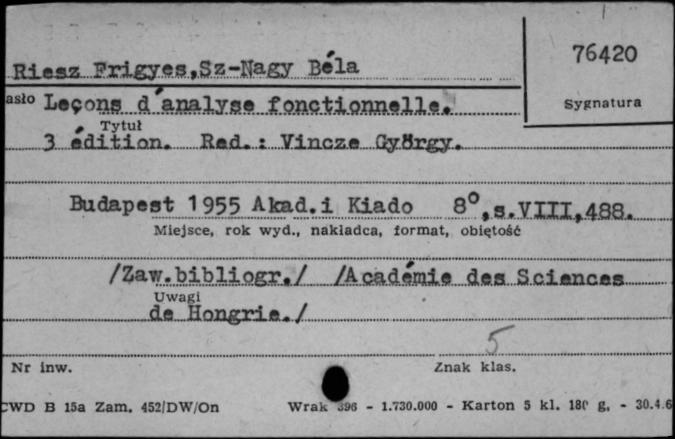 76420
Riesz Frigyes,Sz-Nagy Béla
Sygnatura
asło Leçons d'analyse fonctionnelle.
Tytuł
3 édition. Red.: Vincze György.
Budapest 1955 Akad.i Kiado 8°,s.VIII,488.
Miejsce, rok wyd., nakładca, format, objętość
/Zaw.bibliogr./ /Académie des Sciences
Uwagi
de Hongrie./
5
Nr inw. Znak klas.
CWD B 15a Zam. 452/DW/On Wrak 396 - 1.730.000 - Karton 5 kl. 180 g. - 30.4.6